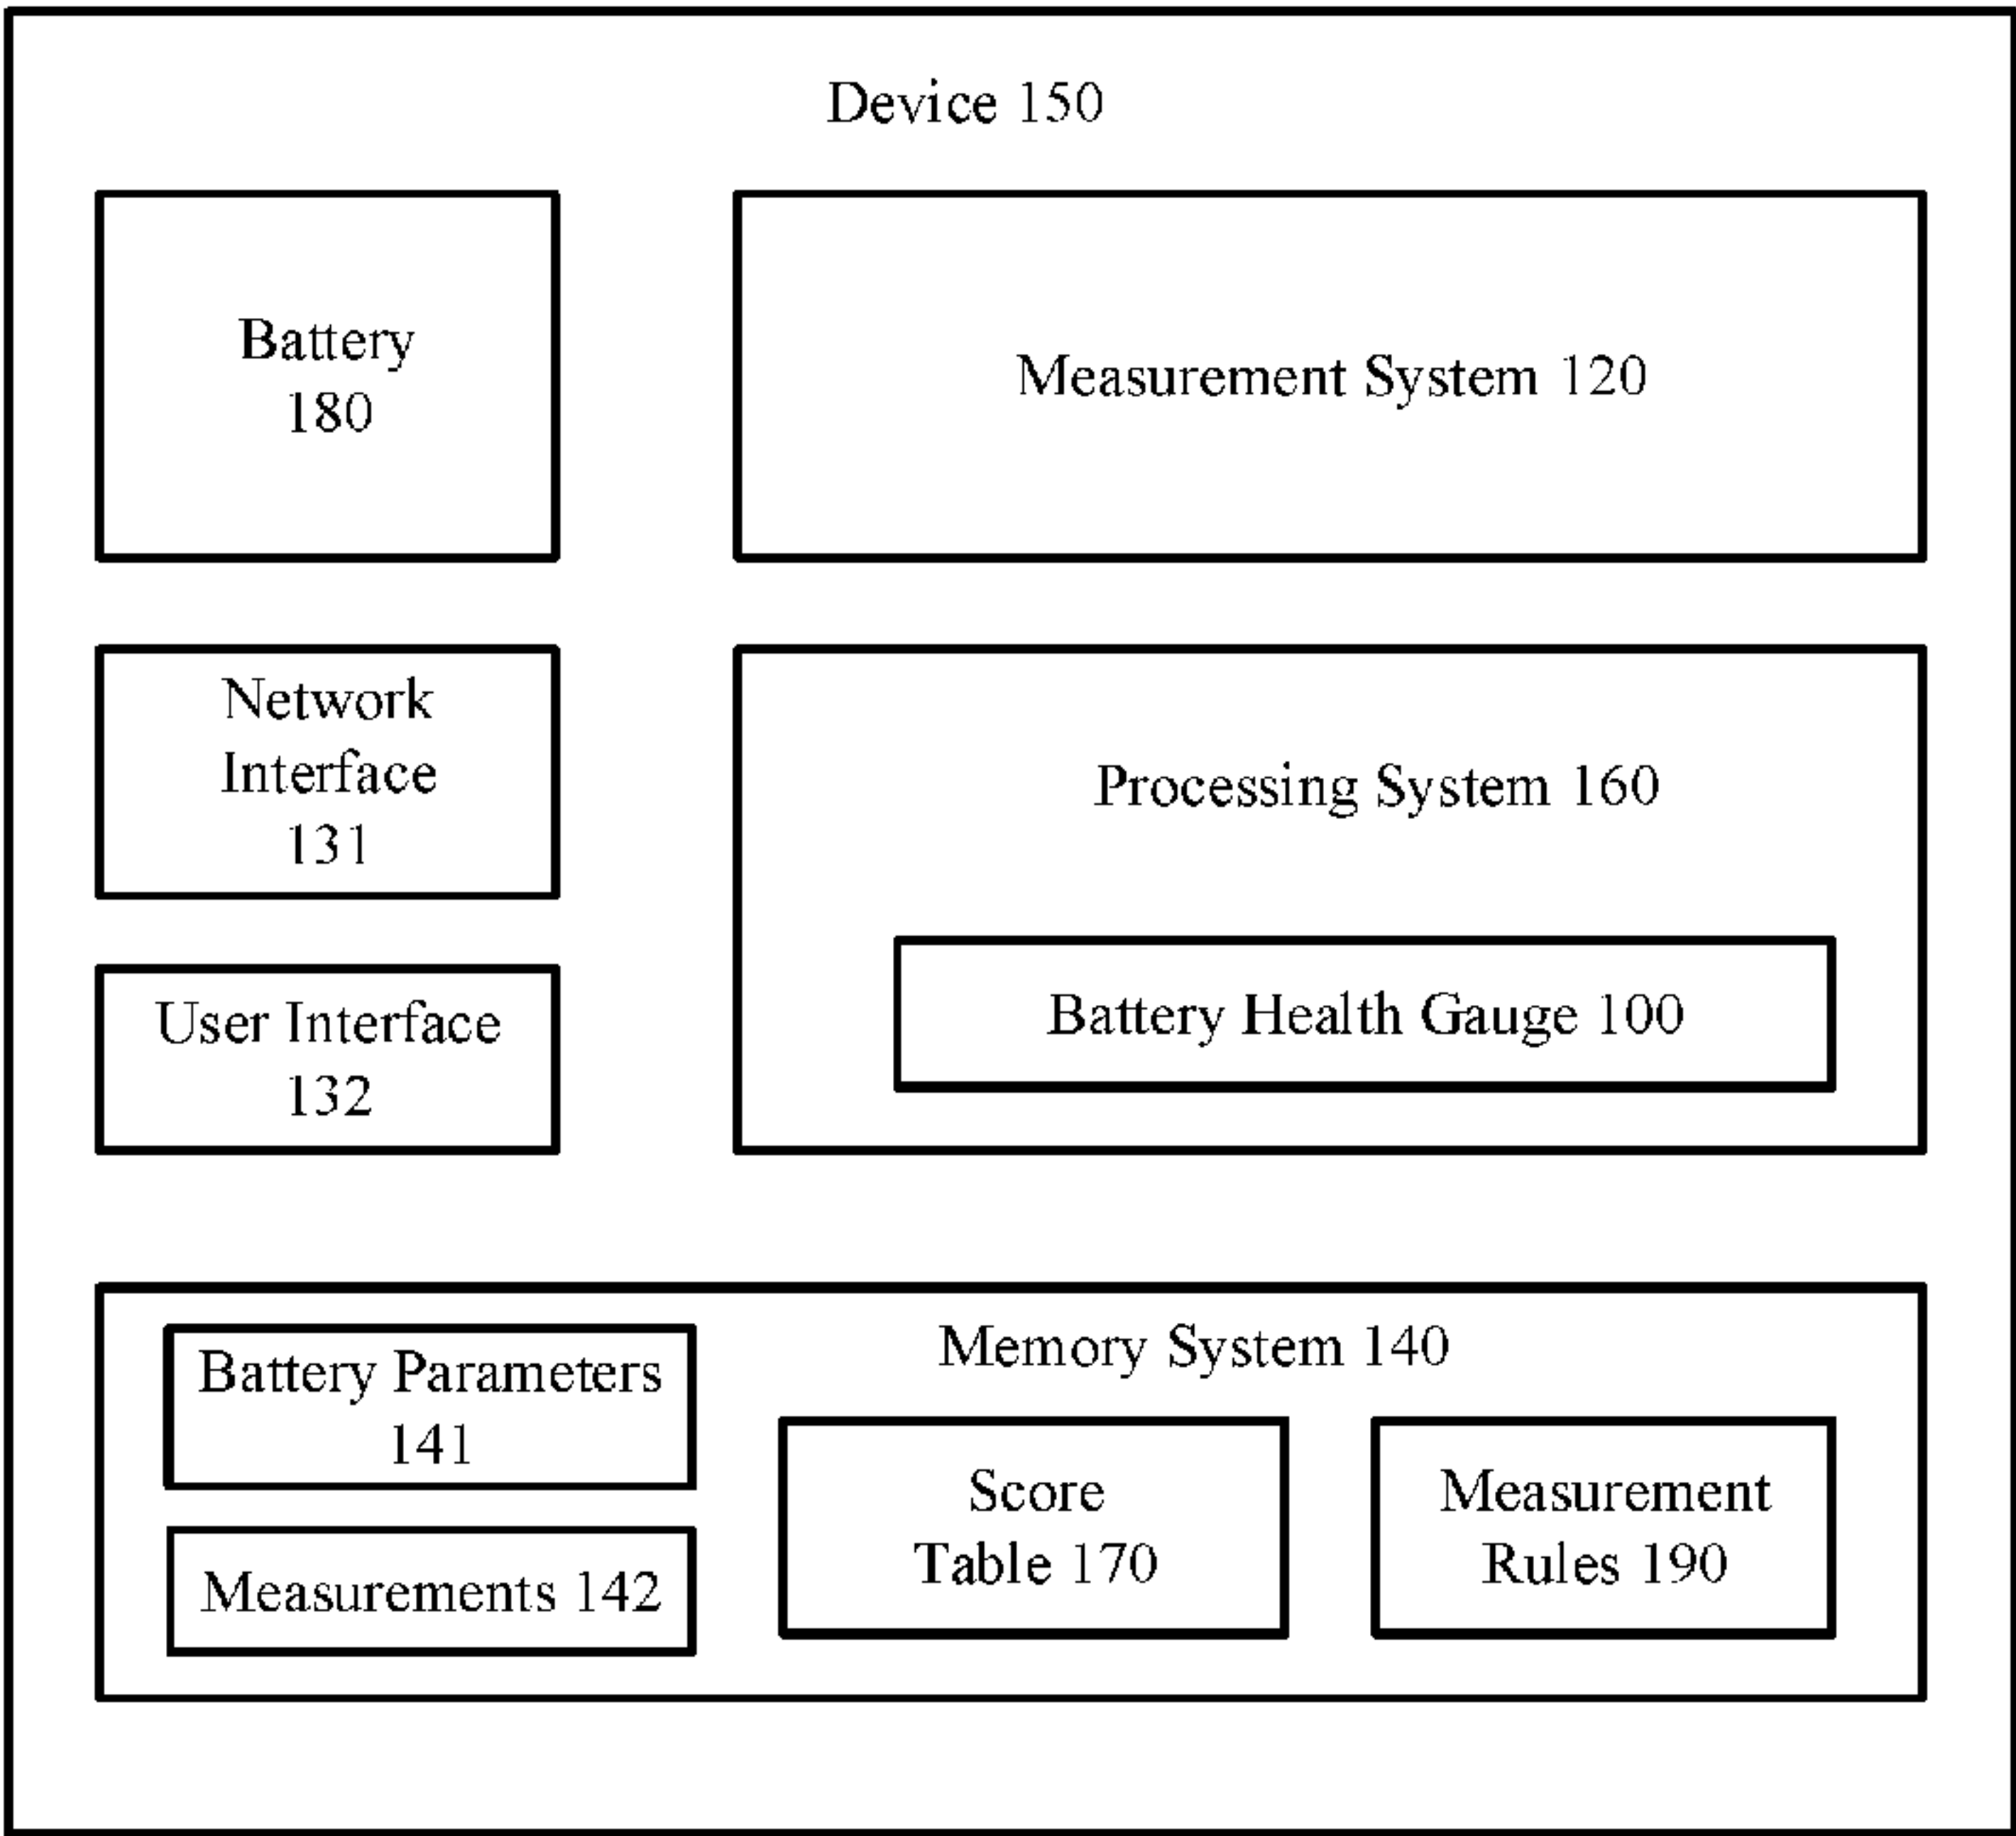 Device 150
Battery
180
Measurement System 120
Network
Interface
131
Processing System 160
Battery Health Gauge 100
User Interface
132
Memory System 140
Battery Parameters
141
Measurements 142
Score
Table 170
Measurement
Rules 190